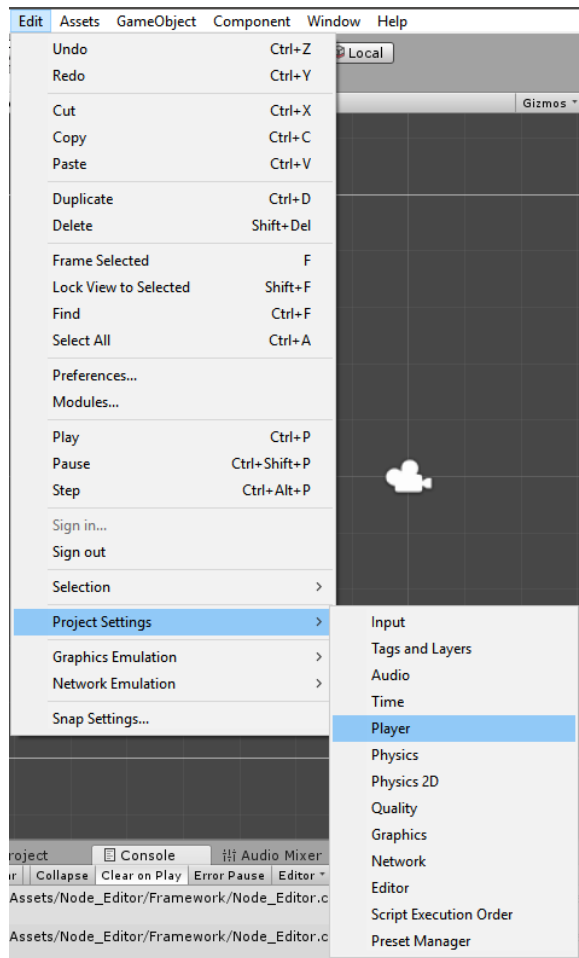 Edit Assets GameObject Component Window Help
Undo Ctrl+Z
Local
Redo Ctrl+Y
Gizmos
Cut Ctrl+X
Copy Ctrl+C
Paste Ctrl+V
Duplicate Ctrl+D
Delete Shift+Del
Frame Selected F
Lock View to Selected Shift+F
Find Ctrl+F
Select All Ctrl+A
Preferences...
Modules...
Play Ctrl+P
Pause Ctrl+Shift+P
Step Ctrl+Alt+P
Sign in...
Sign out
Selection >
Project Settings >
Graphics Emulation >
Network Emulation >
Snap Settings...
Input
Tags and Layers
Audio
Time
Player
Physics
Physics 2D
Quality
Graphics
Network
Editor
Script Execution Order
Preset Manager
roject Console Audio Mixer
ar Collapse Clear on Play Error Pause Editor
Assets/Node_Editor/Framework/Node_Editor.c
Assets/Node_Editor/Framework/Node_Editor.c